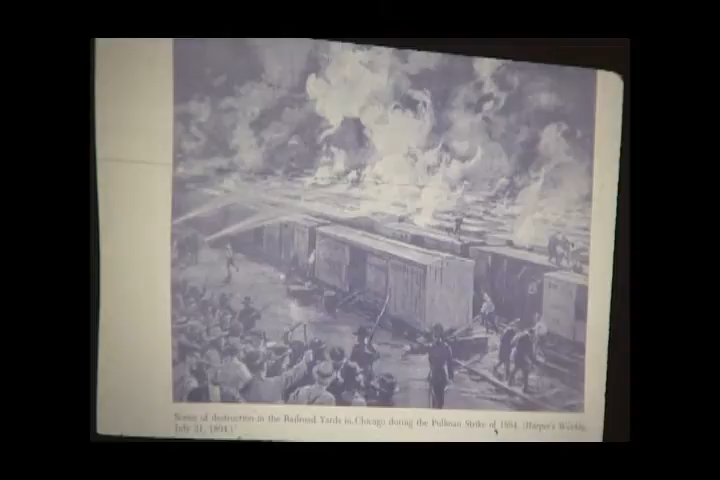 Scenes of destruction in the Railroad Yards in Chicago during the Pullman Strike of 1894. (Harper's Weekly,
July 21, 1894.)